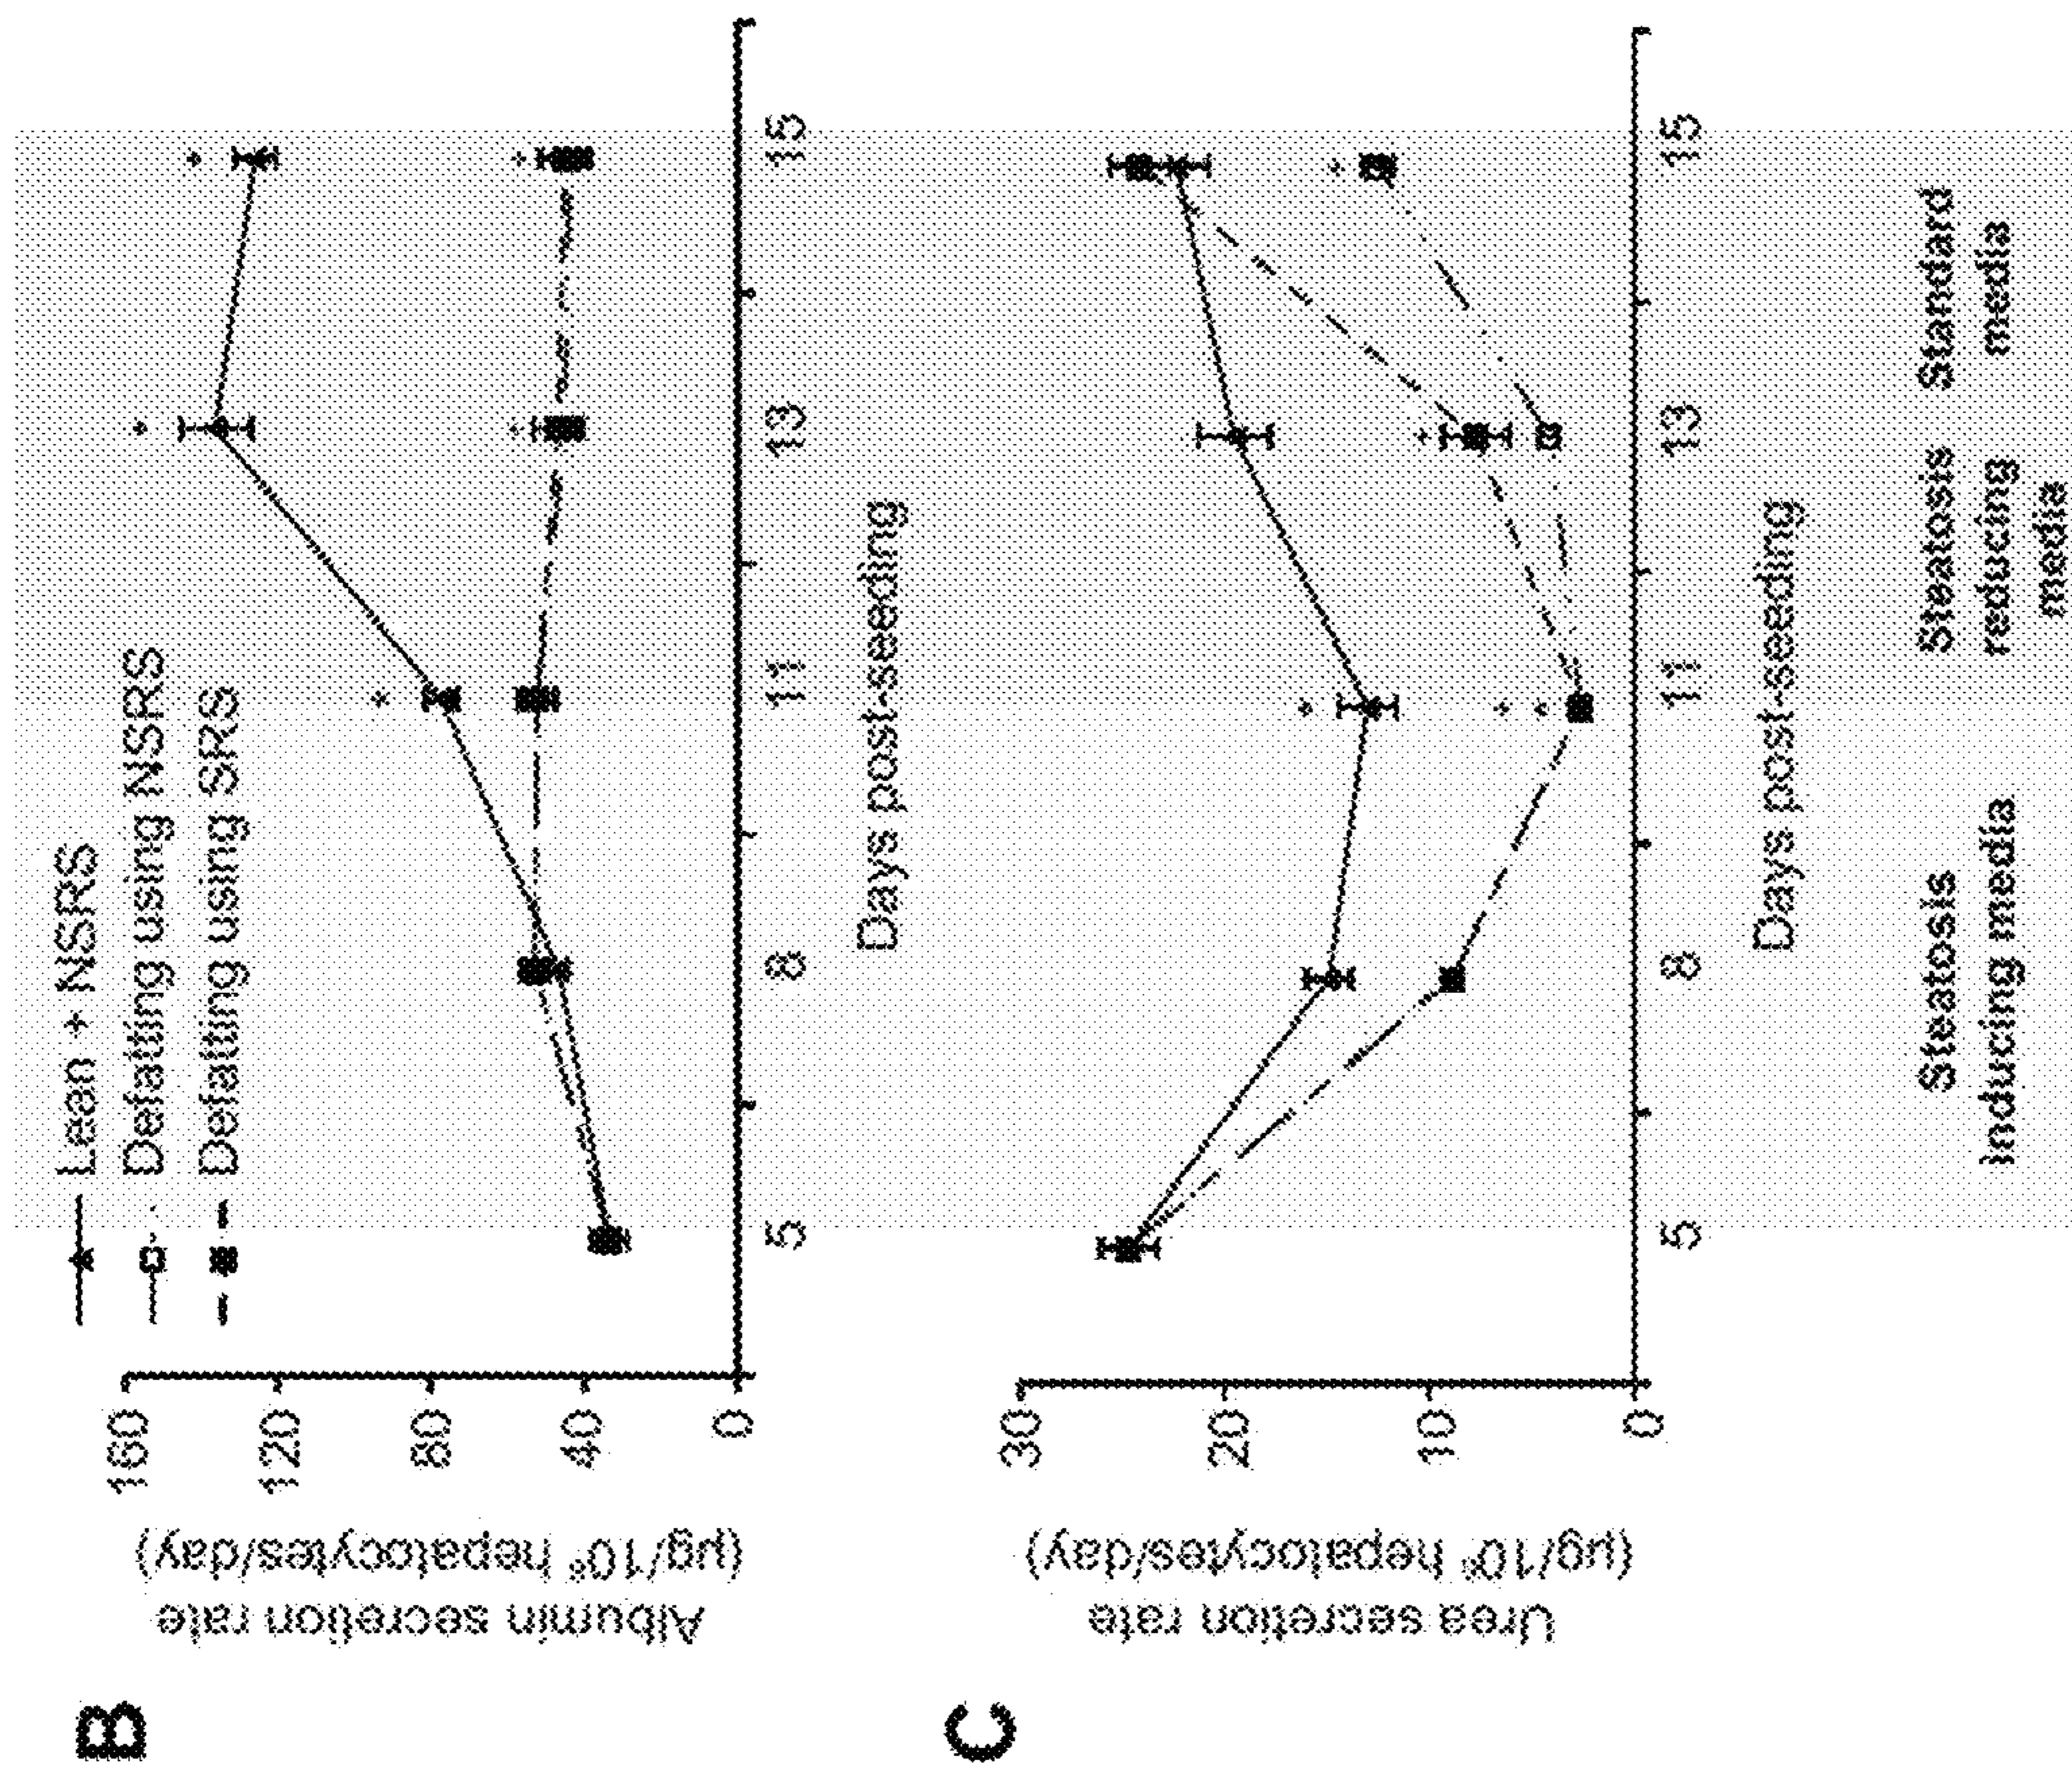 B
Lean + NSRS
Defatting using NSRS
Defatting using SRS
Albumin secretion rate
(µg/10⁶ hepatocytes/day)
160
120
80
40
0
5 8 11 13 15
Days post-seeding
C
Urea secretion rate
(µg/10⁶ hepatocytes/day)
30
20
10
0
5 8 11 13 15
Days post-seeding
Steatosis
inducing media
Steatosis
reducing
media
Standard
media